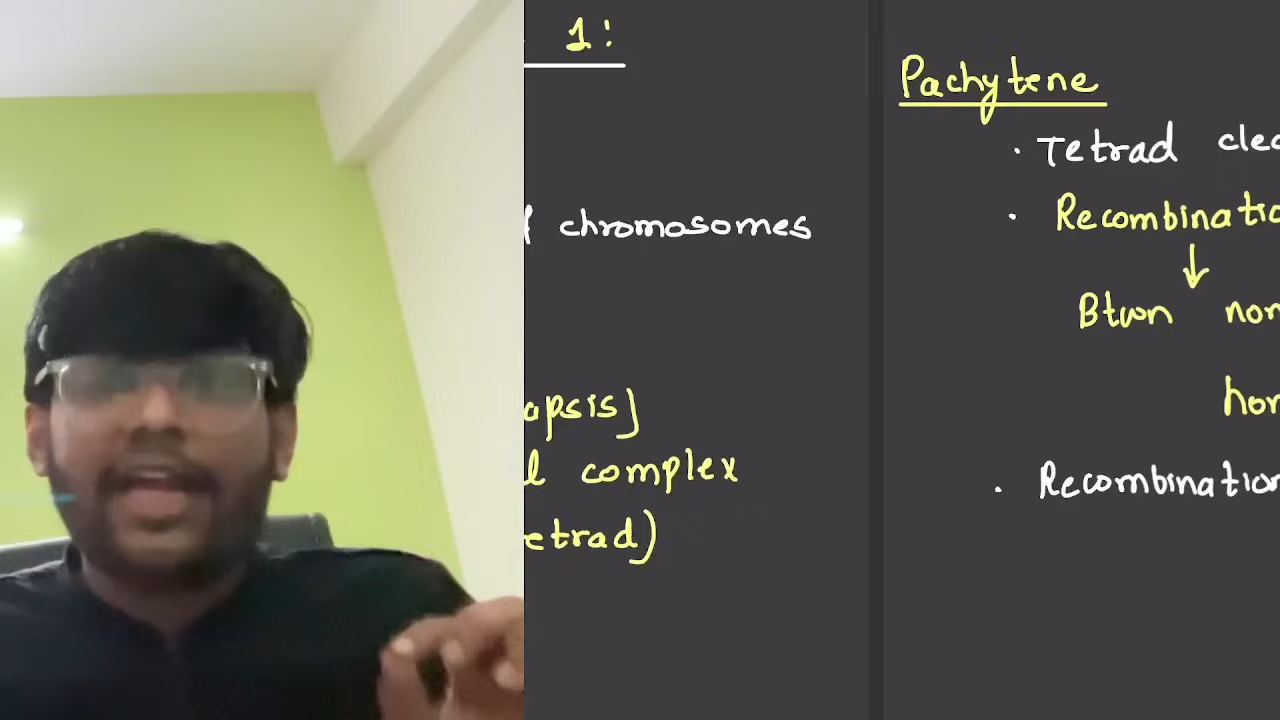 1:
chromosomes
apsis]
l complex
etrad)
Pachytene
· Tetrad clea
· Recombinatio
↓
Btwn non
hom
· Recombination